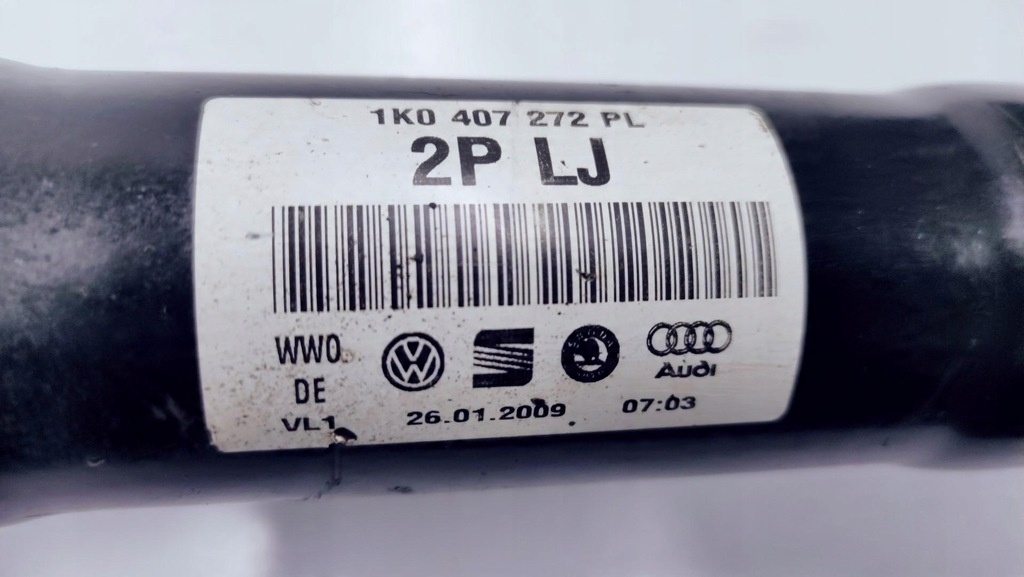 1K0 407 272 PL
2P LJ
WWO
DE
VL1
Audi
26.01.2009 07:03